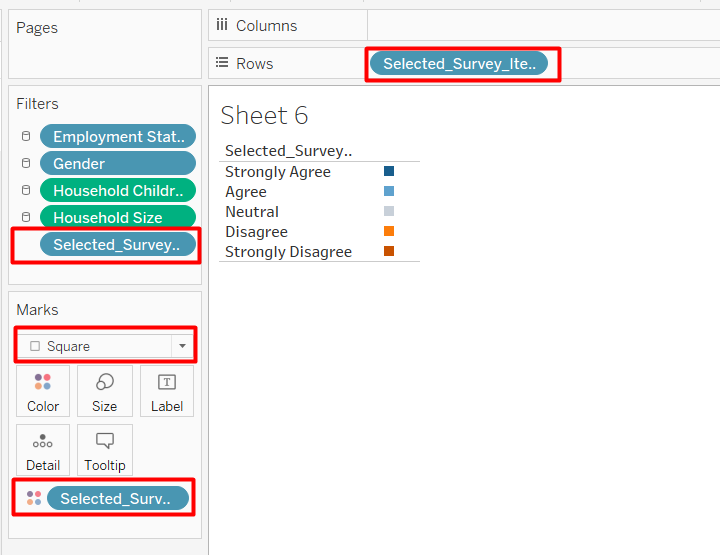 Pages
Columns
Rows
Selected_Survey_Ite..
Filters
Employment Stat..
Gender
Household Childr..
Household Size
Selected_Survey..
Marks
Square
Color
Size
Label
Detail
Tooltip
Selected_Surv..
Sheet 6
Selected_Survey..
Strongly Agree
Agree
Neutral
Disagree
Strongly Disagree